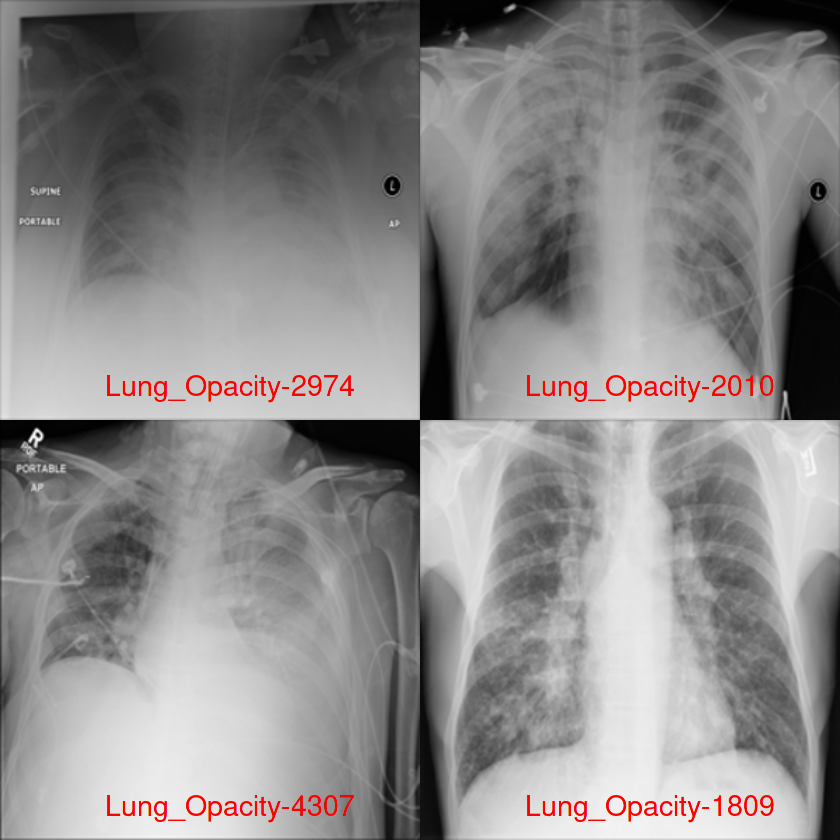 SUPINE
L
PORTABLE
AP
Lung_Opacity-2974
L
Lung_Opacity-2010
R
PORTABLE
AP
Lung_Opacity-4307
Lung_Opacity-1809